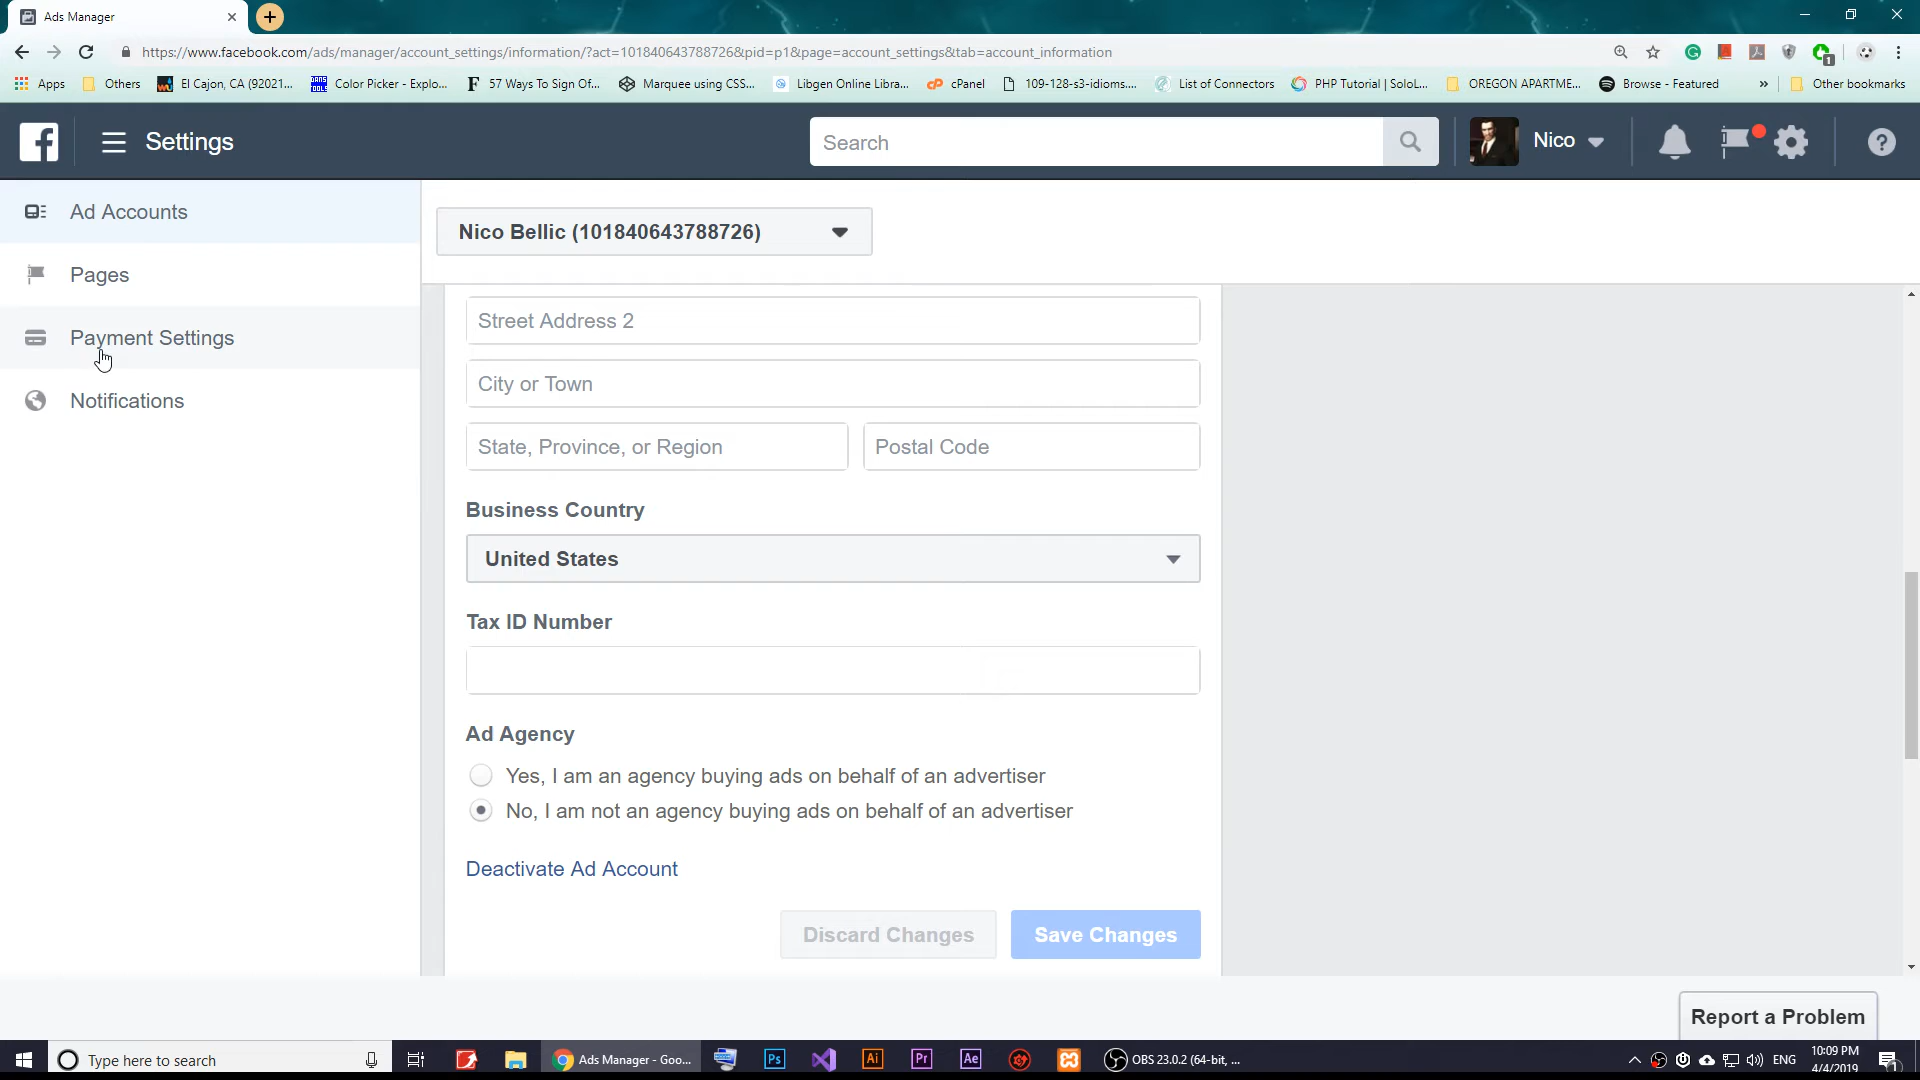 Ads Manager
https://www.facebook.com/ads/manager/account_settings/information/?act=101840643788726&pid=p1&page=account_settings&tab=account_information
Apps
Others
El Cajon, CA (92021...
Color Picker - Explo...
57 Ways To Sign Of...
Marquee using CSS...
Libgen Online Libra...
cPanel
109-128-s3-idioms....
List of Connectors
PHP Tutorial | SoloL...
OREGON APARTME...
Browse - Featured
»
Other bookmarks
Settings
Search
Nico
Ad Accounts
Pages
Payment Settings
Notifications
Nico Bellic (101840643788726)
Street Address 2
City or Town
State, Province, or Region
Postal Code
Business Country
United States
Tax ID Number
Ad Agency
Yes, I am an agency buying ads on behalf of an advertiser
No, I am not an agency buying ads on behalf of an advertiser
Deactivate Ad Account
Discard Changes
Save Changes
Report a Problem
Type here to search
Ads Manager - Goo...
Ps
Ai
Pr
Ae
OBS 23.0.2 (64-bit, ...
ENG
10:09 PM
4/4/2019